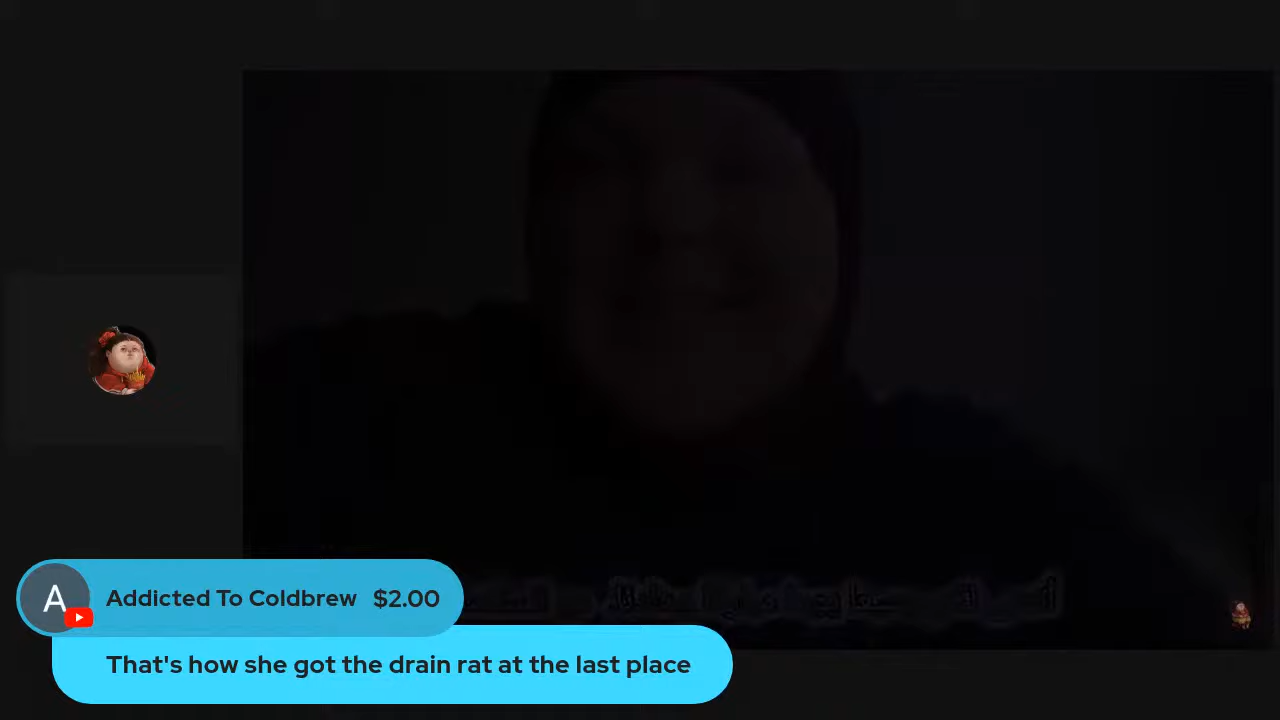 A
Addicted To Coldbrew $2.00
That's how she got the drain rat at the last place